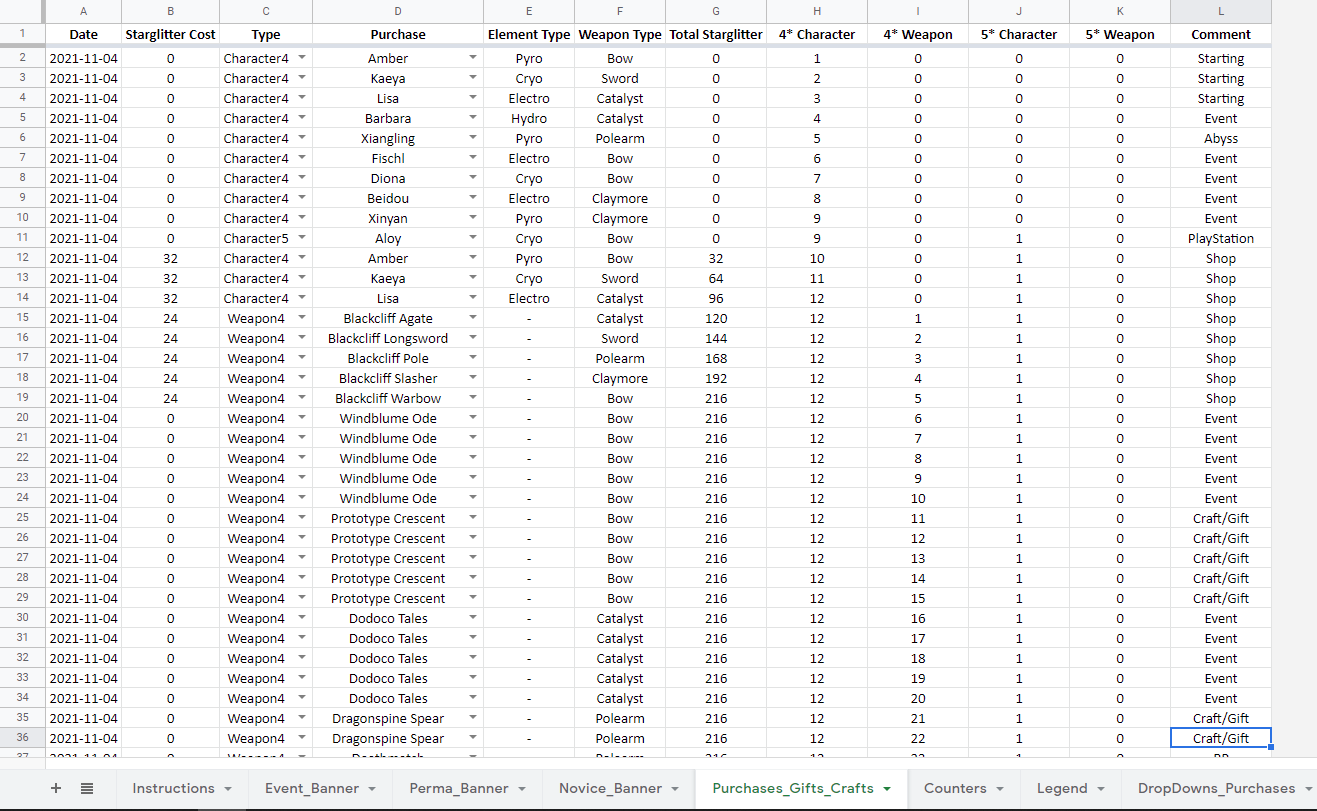 A B C D E F G H I J K L
1 Date Starglitter Cost Type Purchase Element Type Weapon Type Total Starglitter 4* Character 4* Weapon 5* Character 5* Weapon Comment
2 2021-11-04 0 Character4 Amber Pyro Bow 0 1 0 0 0 Starting
3 2021-11-04 0 Character4 Kaeya Cryo Sword 0 2 0 0 0 Starting
4 2021-11-04 0 Character4 Lisa Electro Catalyst 0 3 0 0 0 Starting
5 2021-11-04 0 Character4 Barbara Hydro Catalyst 0 4 0 0 0 Event
6 2021-11-04 0 Character4 Xiangling Pyro Polearm 0 5 0 0 0 Abyss
7 2021-11-04 0 Character4 Fischl Electro Bow 0 6 0 0 0 Event
8 2021-11-04 0 Character4 Diona Cryo Bow 0 7 0 0 0 Event
9 2021-11-04 0 Character4 Beidou Electro Claymore 0 8 0 0 0 Event
10 2021-11-04 0 Character4 Xinyan Pyro Claymore 0 9 0 0 0 Event
11 2021-11-04 0 Character5 Aloy Cryo Bow 0 9 0 1 0 PlayStation
12 2021-11-04 32 Character4 Amber Pyro Bow 32 10 0 1 0 Shop
13 2021-11-04 32 Character4 Kaeya Cryo Sword 64 11 0 1 0 Shop
14 2021-11-04 32 Character4 Lisa Electro Catalyst 96 12 0 1 0 Shop
15 2021-11-04 24 Weapon4 Blackcliff Agate - Catalyst 120 12 1 1 0 Shop
16 2021-11-04 24 Weapon4 Blackcliff Longsword - Sword 144 12 2 1 0 Shop
17 2021-11-04 24 Weapon4 Blackcliff Pole - Polearm 168 12 3 1 0 Shop
18 2021-11-04 24 Weapon4 Blackcliff Slasher - Claymore 192 12 4 1 0 Shop
19 2021-11-04 24 Weapon4 Blackcliff Warbow - Bow 216 12 5 1 0 Shop
20 2021-11-04 0 Weapon4 Windblume Ode - Bow 216 12 6 1 0 Event
21 2021-11-04 0 Weapon4 Windblume Ode - Bow 216 12 7 1 0 Event
22 2021-11-04 0 Weapon4 Windblume Ode - Bow 216 12 8 1 0 Event
23 2021-11-04 0 Weapon4 Windblume Ode - Bow 216 12 9 1 0 Event
24 2021-11-04 0 Weapon4 Windblume Ode - Bow 216 12 10 1 0 Event
25 2021-11-04 0 Weapon4 Prototype Crescent - Bow 216 12 11 1 0 Craft/Gift
26 2021-11-04 0 Weapon4 Prototype Crescent - Bow 216 12 12 1 0 Craft/Gift
27 2021-11-04 0 Weapon4 Prototype Crescent - Bow 216 12 13 1 0 Craft/Gift
28 2021-11-04 0 Weapon4 Prototype Crescent - Bow 216 12 14 1 0 Craft/Gift
29 2021-11-04 0 Weapon4 Prototype Crescent - Bow 216 12 15 1 0 Craft/Gift
30 2021-11-04 0 Weapon4 Dodoco Tales - Catalyst 216 12 16 1 0 Event
31 2021-11-04 0 Weapon4 Dodoco Tales - Catalyst 216 12 17 1 0 Event
32 2021-11-04 0 Weapon4 Dodoco Tales - Catalyst 216 12 18 1 0 Event
33 2021-11-04 0 Weapon4 Dodoco Tales - Catalyst 216 12 19 1 0 Event
34 2021-11-04 0 Weapon4 Dodoco Tales - Catalyst 216 12 20 1 0 Event
35 2021-11-04 0 Weapon4 Dragonspine Spear - Polearm 216 12 21 1 0 Craft/Gift
36 2021-11-04 0 Weapon4 Dragonspine Spear - Polearm 216 12 22 1 0 Craft/Gift
+ Instructions Event_Banner Perma_Banner Novice_Banner Purchases_Gifts_Crafts Counters Legend DropDowns_Purchases